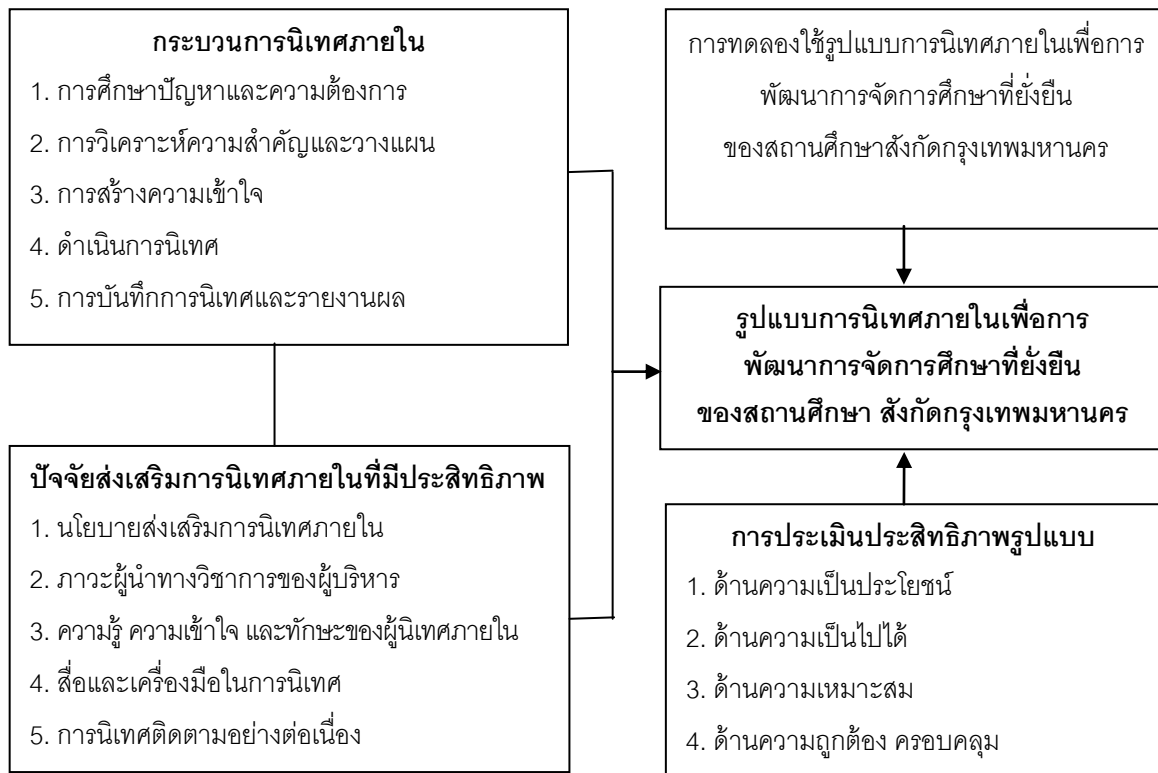 กระบวนการนิเทศภายใน
1. การศึกษาปัญหาและความต้องการ
2. การวิเคราะห์ความสำคัญและวางแผน
3. การสร้างความเข้าใจ
4. ดำเนินการนิเทศ
5. การบันทึกการนิเทศและรายงานผล
ปัจจัยส่งเสริมการนิเทศภายในที่มีประสิทธิภาพ
1. นโยบายส่งเสริมการนิเทศภายใน
2. ภาวะผู้นำทางวิชาการของผู้บริหาร
3. ความรู้ ความเข้าใจ และทักษะของผู้นิเทศภายใน
4. สื่อและเครื่องมือในการนิเทศ
5. การนิเทศติดตามอย่างต่อเนื่อง
การทดลองใช้รูปแบบการนิเทศภายในเพื่อการ
พัฒนาการจัดการศึกษาที่ยั่งยืน
ของสถานศึกษาสังกัดกรุงเทพมหานคร
รูปแบบการนิเทศภายในเพื่อการ
พัฒนาการจัดการศึกษาที่ยั่งยืน
ของสถานศึกษา สังกัดกรุงเทพมหานคร
การประเมินประสิทธิภาพรูปแบบ
1. ด้านความเป็นประโยชน์
2. ด้านความเป็นไปได้
3. ด้านความเหมาะสม
4. ด้านความถูกต้อง ครอบคลุม